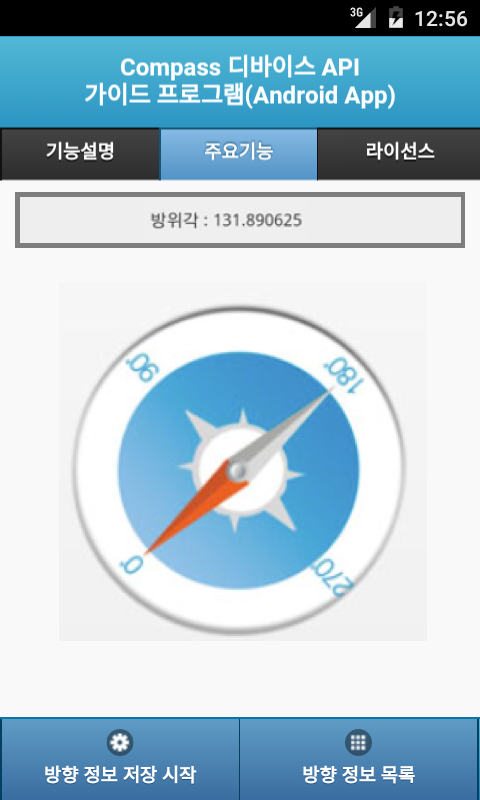 3G 12:56
Compass 디바이스 API
가이드 프로그램(Android App)
기능설명 주요기능 라이선스
방위각 : 131.890625
90° 180°
0° 270°
방향 정보 저장 시작 방향 정보 목록